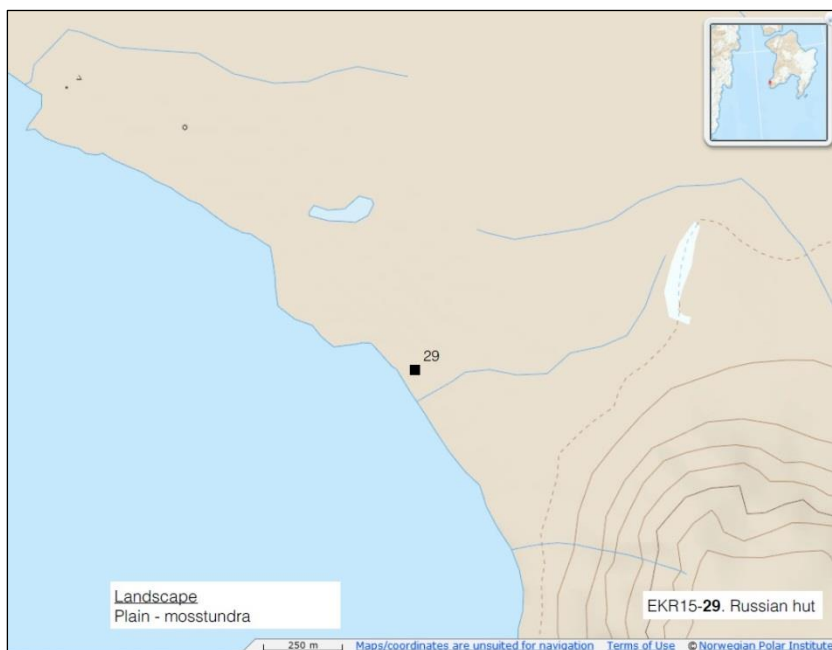 29
Landscape
Plain - mosstundra
EKR15-29. Russian hut
250 m
Maps/coordinates are unsuited for navigation
Terms of Use
© Norwegian Polar Institute